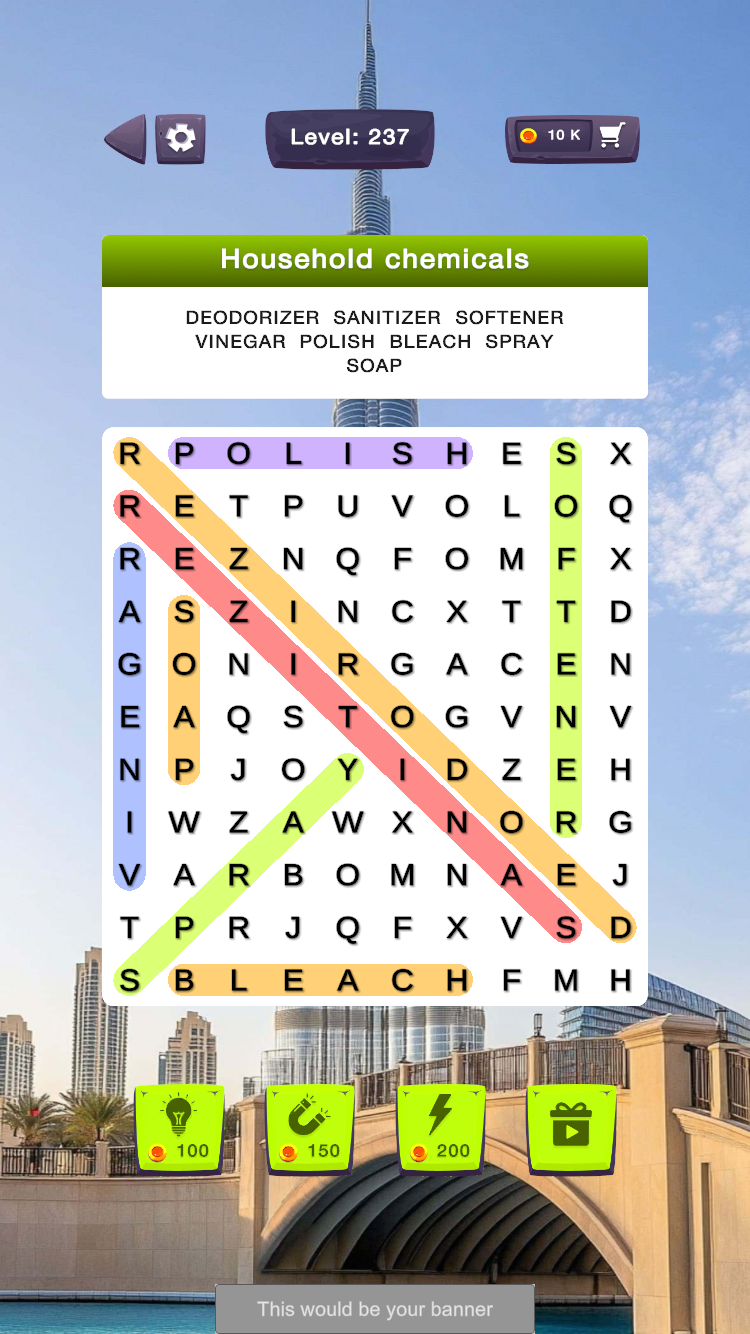 Level: 237
10 K
Household chemicals
DEODORIZER SANITIZER SOFTENER
VINEGAR POLISH BLEACH SPRAY
SOAP
R P O L I S H E S X
R E T P U V O L O Q
R E Z N Q F O M F X
A S Z I N C X T T D
G O N I R G A C E N
E A Q S T O G V N V
N P J O Y I D Z E H
I W Z A W X N O R G
V A R B O M N A E J
T P R J Q F X V S D
S B L E A C H F M H
100 150 200
This would be your banner